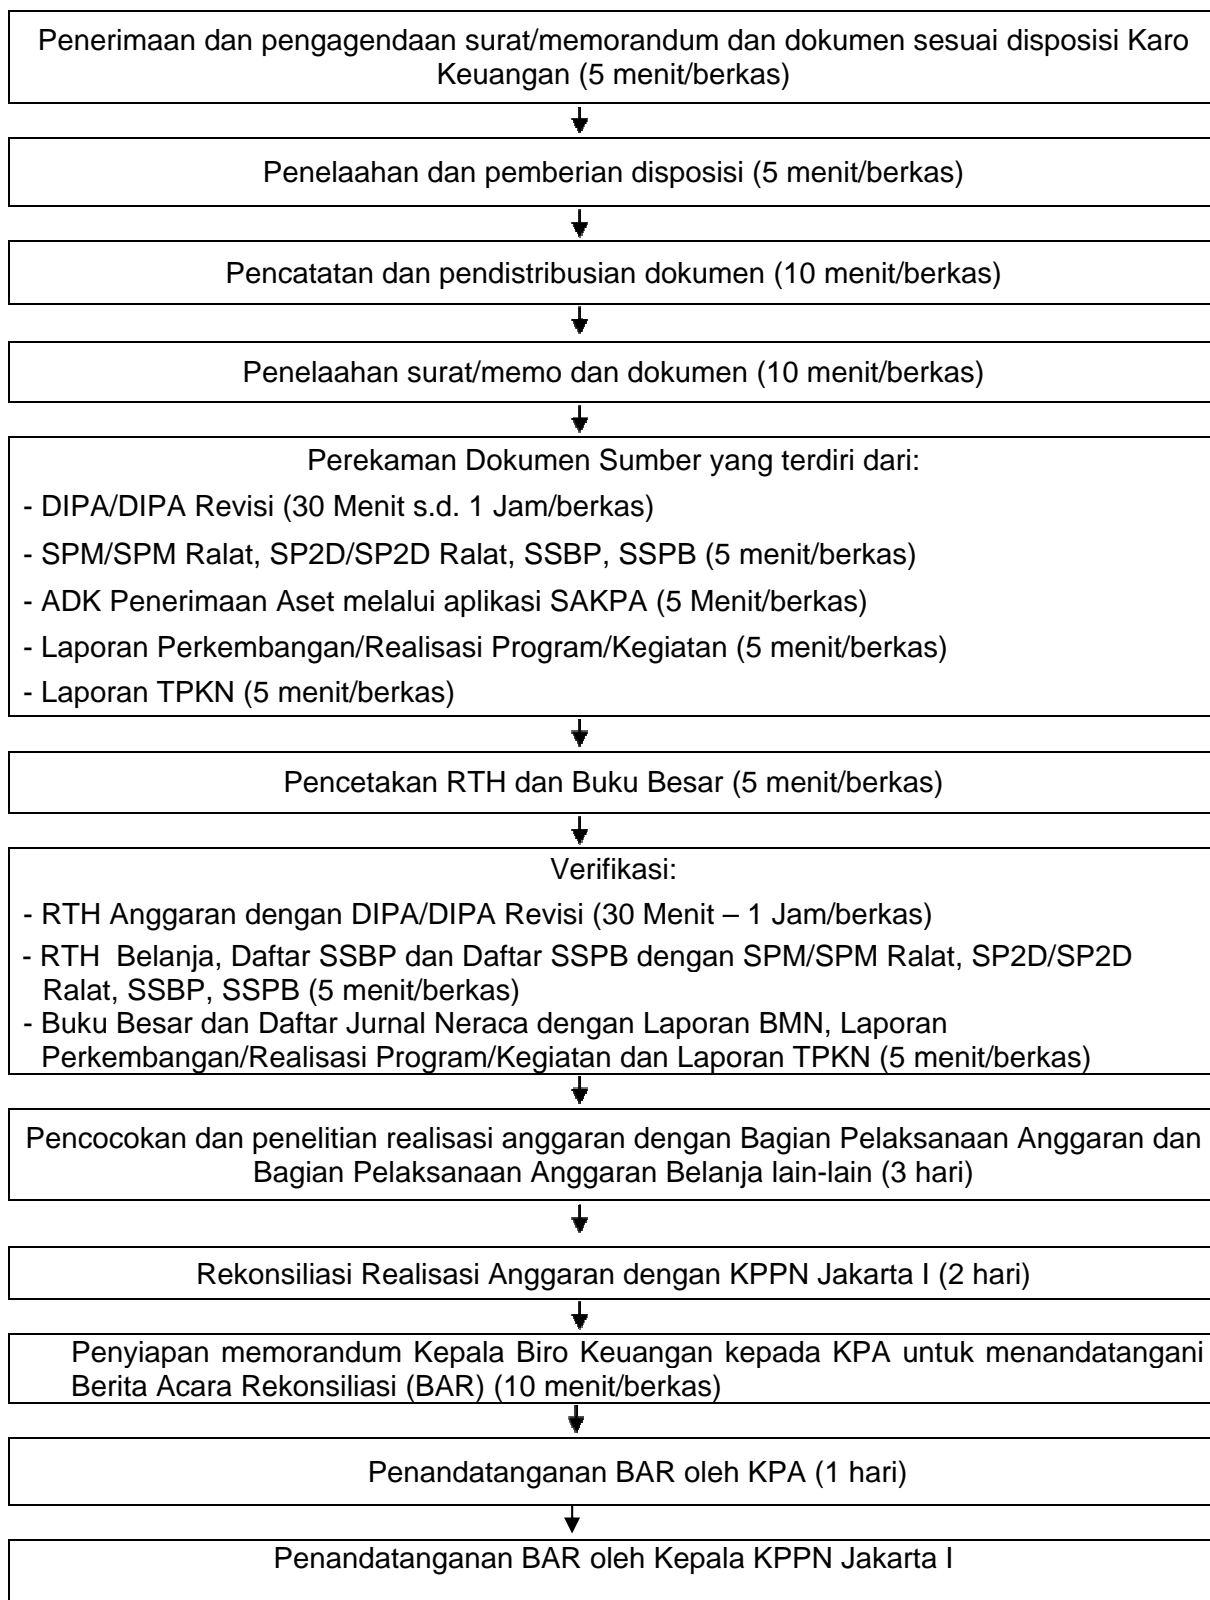 Penerimaan dan pengagendaan surat/memorandum dan dokumen sesuai disposisi Karo
Keuangan (5 menit/berkas)
Penelaahan dan pemberian disposisi (5 menit/berkas)
Pencatatan dan pendistribusian dokumen (10 menit/berkas)
Penelaahan surat/memo dan dokumen (10 menit/berkas)
Perekaman Dokumen Sumber yang terdiri dari:
- DIPA/DIPA Revisi (30 Menit s.d. 1 Jam/berkas)
- SPM/SPM Ralat, SP2D/SP2D Ralat, SSBP, SSPB (5 menit/berkas)
- ADK Penerimaan Aset melalui aplikasi SAKPA (5 Menit/berkas)
- Laporan Perkembangan/Realisasi Program/Kegiatan (5 menit/berkas)
- Laporan TPKN (5 menit/berkas)
Pencetakan RTH dan Buku Besar (5 menit/berkas)
Verifikasi:
- RTH Anggaran dengan DIPA/DIPA Revisi (30 Menit – 1 Jam/berkas)
- RTH Belanja, Daftar SSBP dan Daftar SSPB dengan SPM/SPM Ralat, SP2D/SP2D
Ralat, SSBP, SSPB (5 menit/berkas)
- Buku Besar dan Daftar Jurnal Neraca dengan Laporan BMN, Laporan
Perkembangan/Realisasi Program/Kegiatan dan Laporan TPKN (5 menit/berkas)
Pencocokan dan penelitian realisasi anggaran dengan Bagian Pelaksanaan Anggaran dan
Bagian Pelaksanaan Anggaran Belanja lain-lain (3 hari)
Rekonsiliasi Realisasi Anggaran dengan KPPN Jakarta I (2 hari)
Penyiapan memorandum Kepala Biro Keuangan kepada KPA untuk menandatangani
Berita Acara Rekonsiliasi (BAR) (10 menit/berkas)
Penandatanganan BAR oleh KPA (1 hari)
Penandatanganan BAR oleh Kepala KPPN Jakarta I